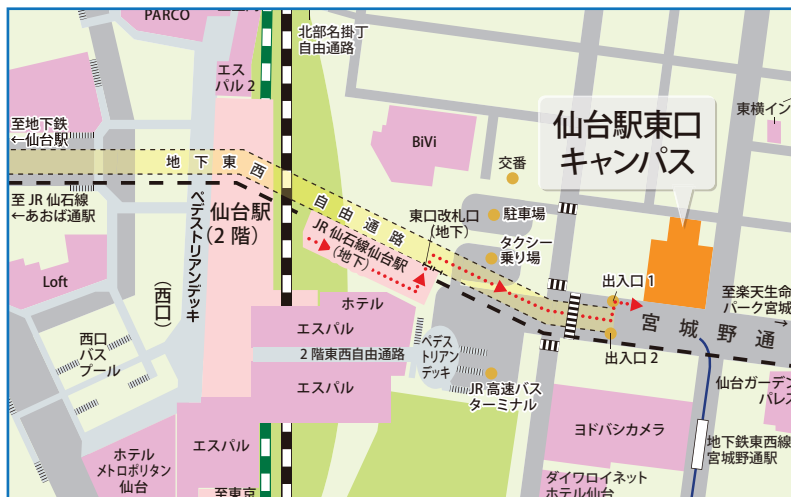 PARCO
エス
パル 2
北部名掛丁
自由通路
至地下鉄
←仙台駅
地下東西自由通路
BiVi
交番
仙台駅東口
キャンパス
東横イン
至 JR 仙石線
←あおば通駅
ペデストリアンデッキ
(西口)
仙台駅
(2 階)
JR 仙石線仙台駅
(地下)
東口改札口
(地下)
駐車場
タクシー
乗り場
出入口 1
至楽天生命
パーク宮城
宮城野通
出入口 2
Loft
西口
バス
プール
ホテル
エスパル
2 階東西自由通路
エスパル
ペデス
トリアン
デッキ
JR 高速バス
ターミナル
ヨドバシカメラ
仙台ガーデン
パレス
地下鉄東西線
宮城野通駅
ホテル
メトロポリタン
仙台
エスパル
至東京
ダイワロイネット
ホテル仙台